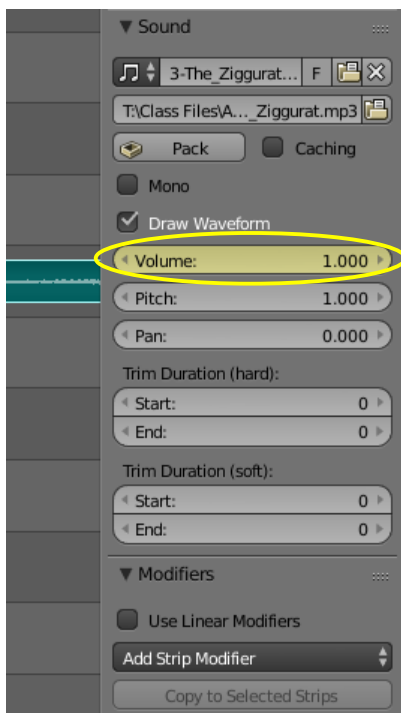 Sound
3-The_Ziggurat... F
T:\Class Files\A..._Ziggurat.mp3
Pack Caching
Mono
Draw Waveform
Volume: 1.000
Pitch: 1.000
Pan: 0.000
Trim Duration (hard):
Start: 0
End: 0
Trim Duration (soft):
Start: 0
End: 0
Modifiers
Use Linear Modifiers
Add Strip Modifier
Copy to Selected Strips